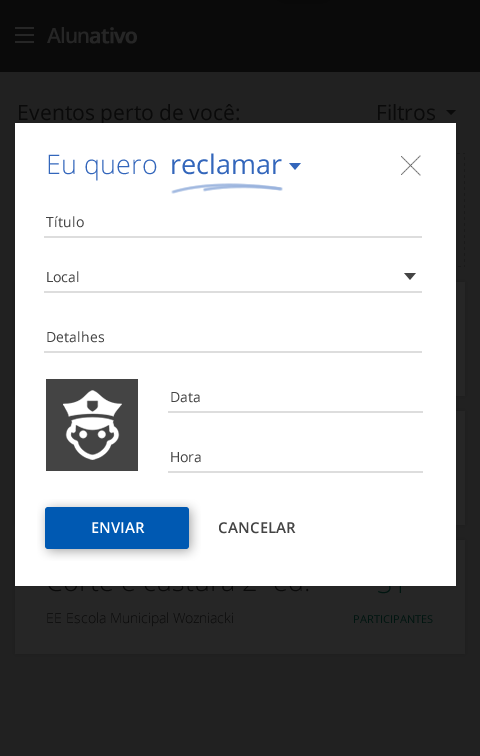 Alunativo
Eventos perto de você:
Filtros
Eu quero reclamar
Título
Local
Detalhes
Data
Hora
ENVIAR
CANCELAR
EE Escola Municipal Wozniacki
PARTICIPANTES